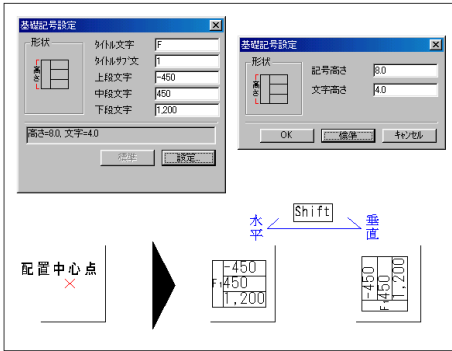 基礎記号設定
形状
高さ
タイトル文字 F
タイトルサブ文 1
上段文字 -450
中段文字 450
下段文字 1,200
高さ=8.0, 文字=4.0
標準
設定...
基礎記号設定
形状
高さ
記号高さ 8.0
文字高さ 4.0
OK
標準
キャンセル
Shift
水平
垂直
配置中心点
-450
F1 450
1,200
-450
F1 450
1,200